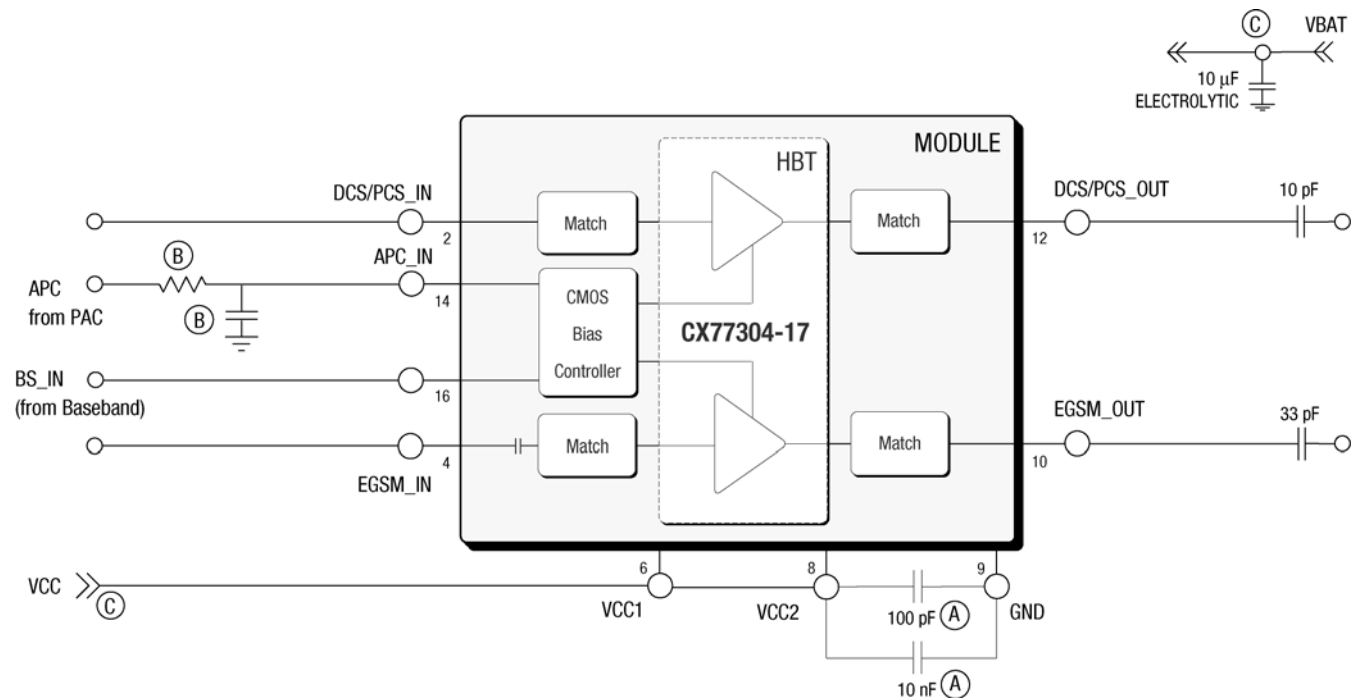 C VBAT
10 µF
ELECTROLYTIC
MODULE
HBT
DCS/PCS_IN
2
Match
Match
DCS/PCS_OUT
12
10 pF
B
APC_IN
14
APC
from PAC
B
CMOS
Bias
Controller
CX77304-17
BS_IN
(from Baseband)
16
EGSM_OUT
33 pF
4
Match
Match
10
EGSM_IN
VCC
C
6
VCC1
8
VCC2
9
GND
100 pF A
10 nF A